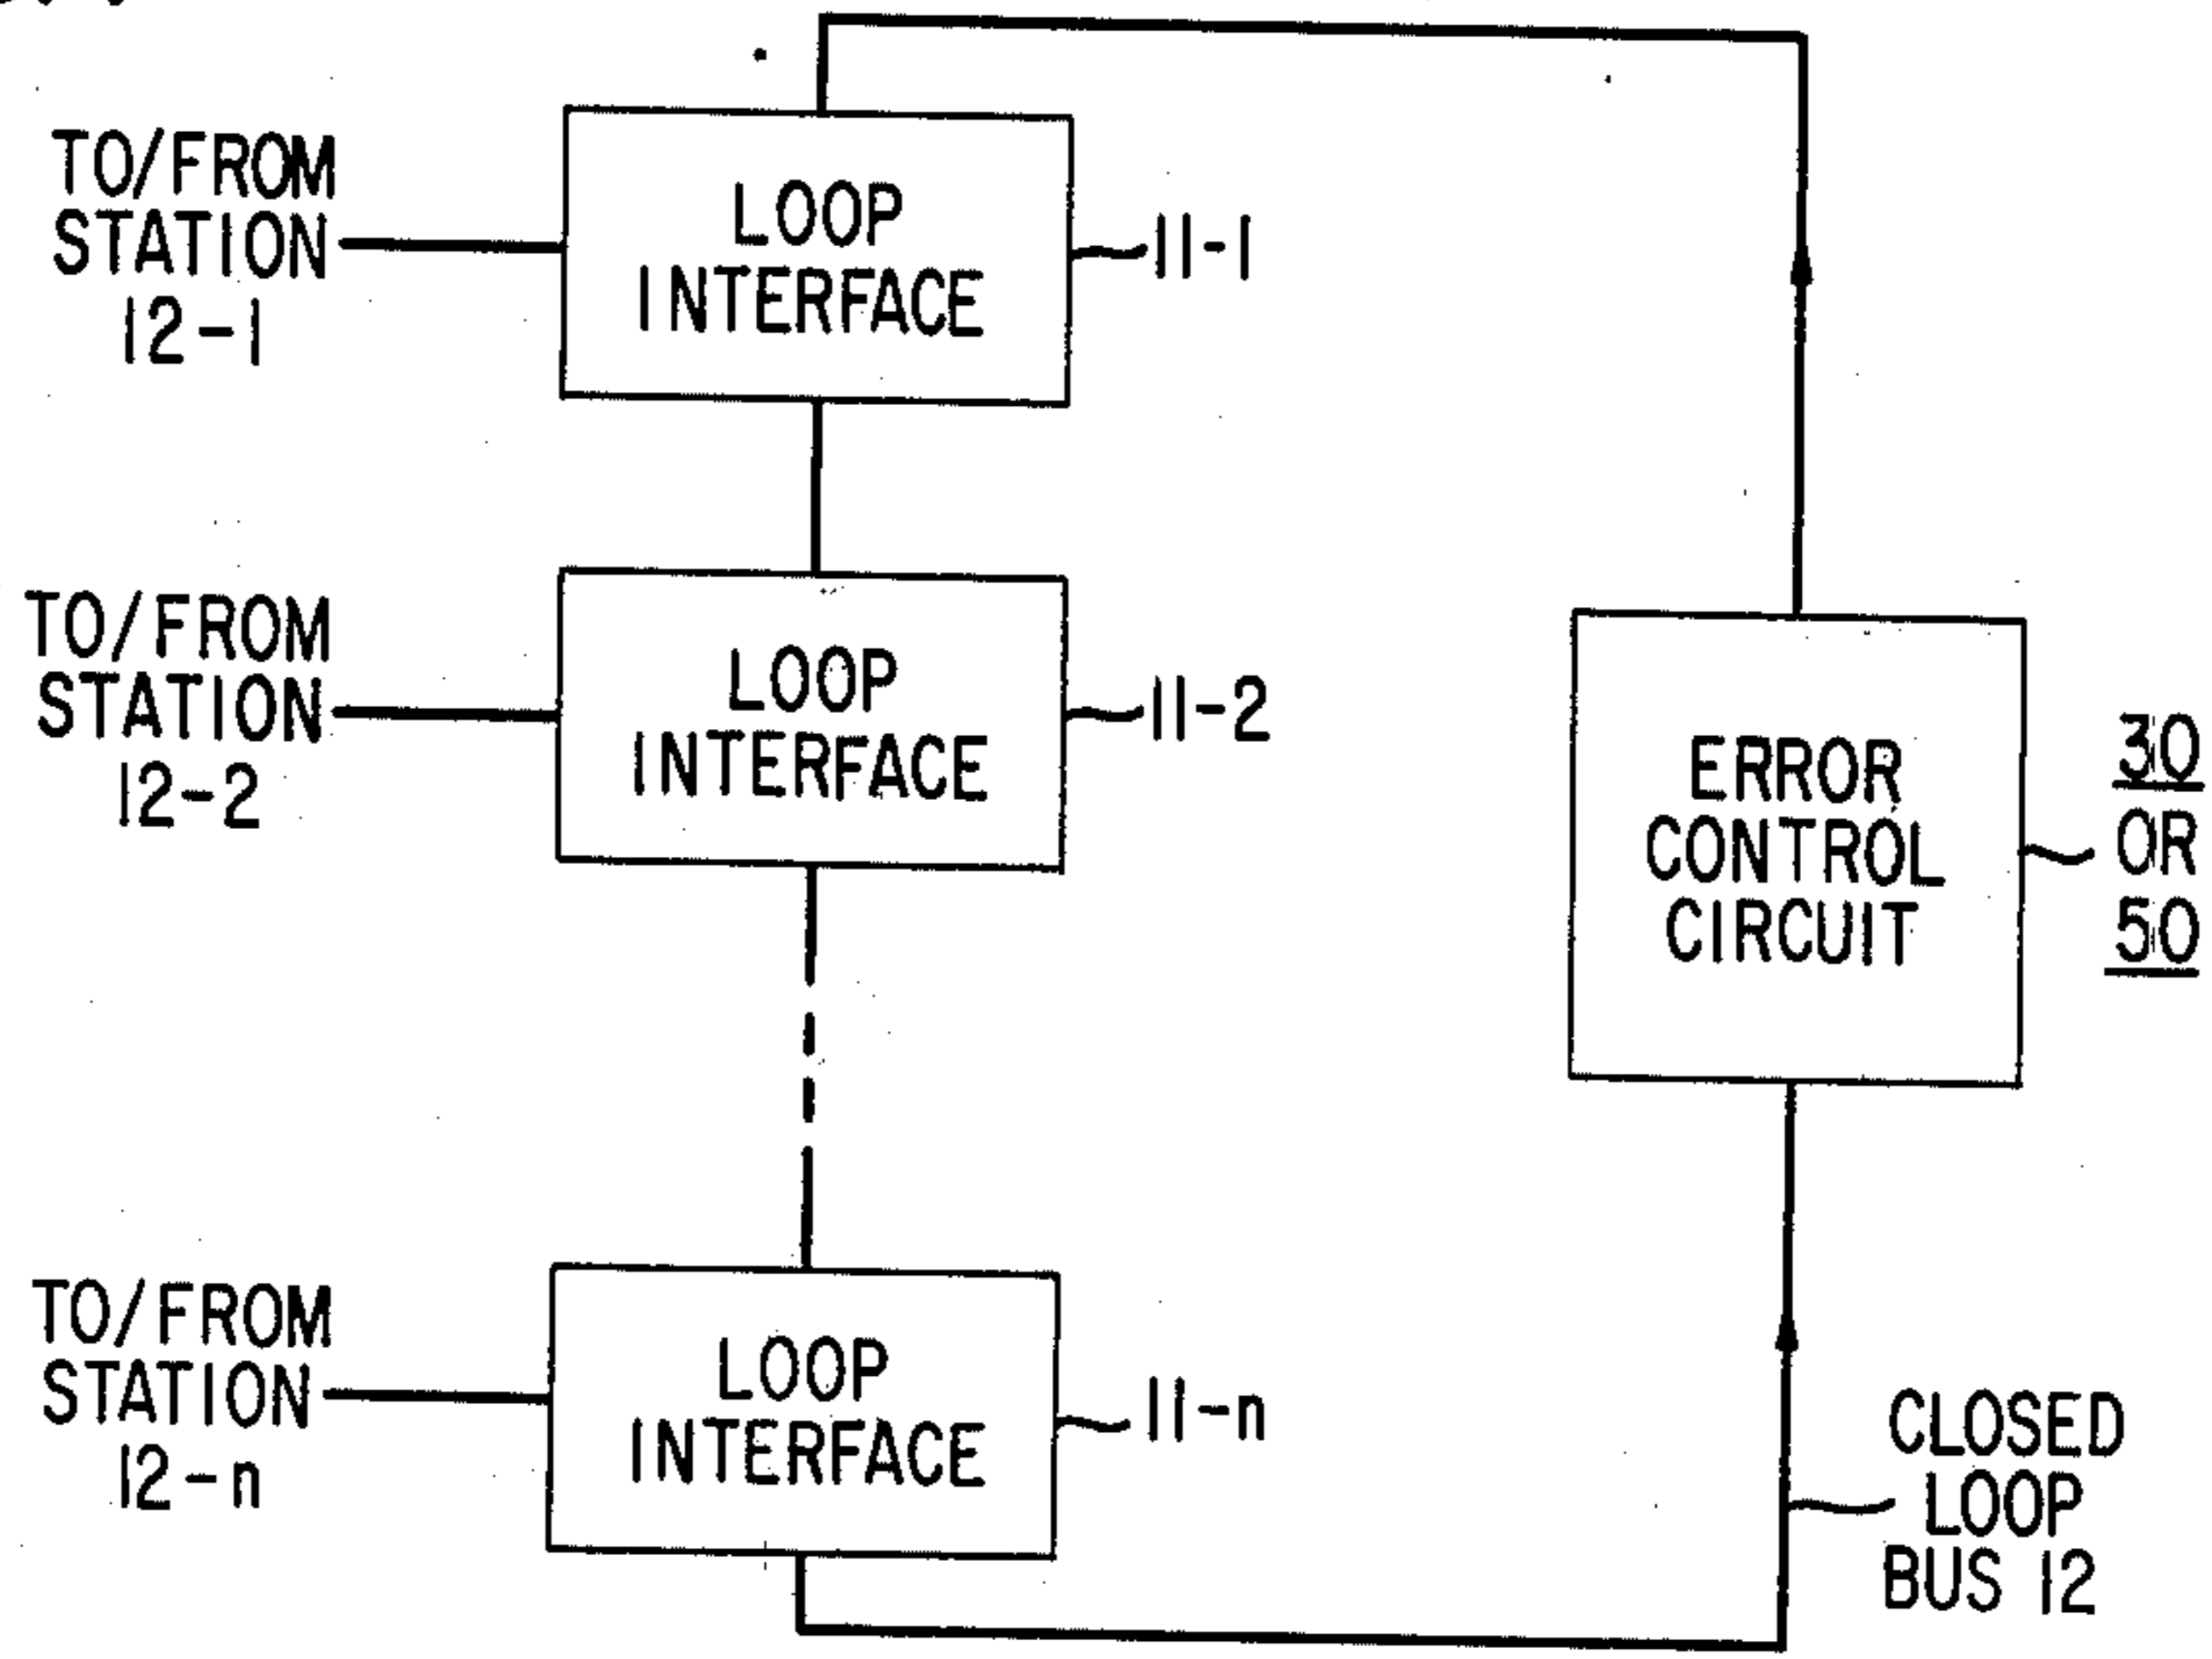 TO/FROM
STATION
12-1
LOOP
INTERFACE
11-1
TO/FROM
STATION
12-2
LOOP
INTERFACE
11-2
ERROR
CONTROL
CIRCUIT
30
OR
50
TO/FROM
STATION
12-n
LOOP
INTERFACE
11-n
CLOSED
LOOP
BUS 12